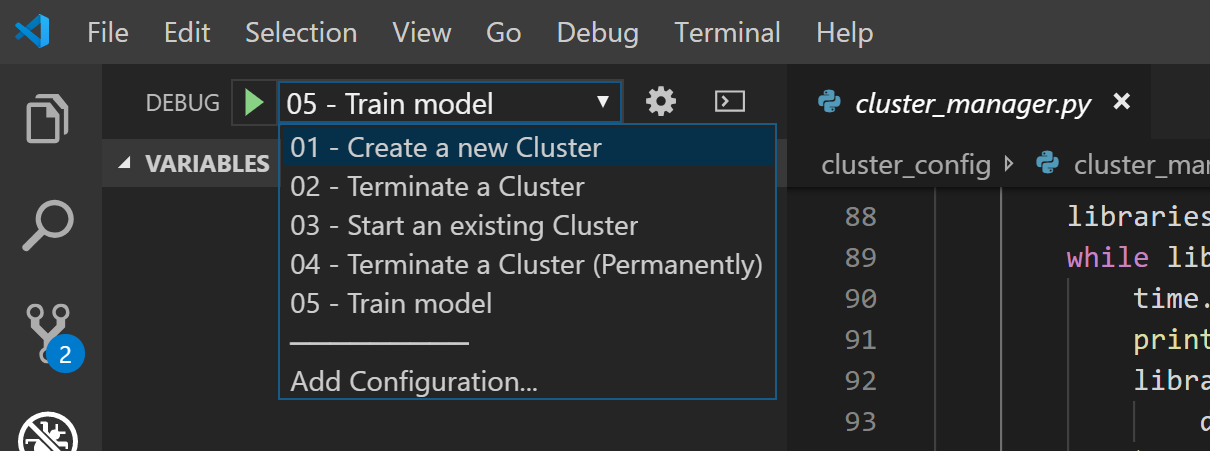 File Edit Selection View Go Debug Terminal Help
DEBUG 05 - Train model
cluster_manager.py
01 - Create a new Cluster
02 - Terminate a Cluster
03 - Start an existing Cluster
04 - Terminate a Cluster (Permanently)
05 - Train model
Add Configuration...
VARIABLES
2
cluster_config cluster_ma
88 libraries
89 while lib
90 time.
91 print
92 libra
93